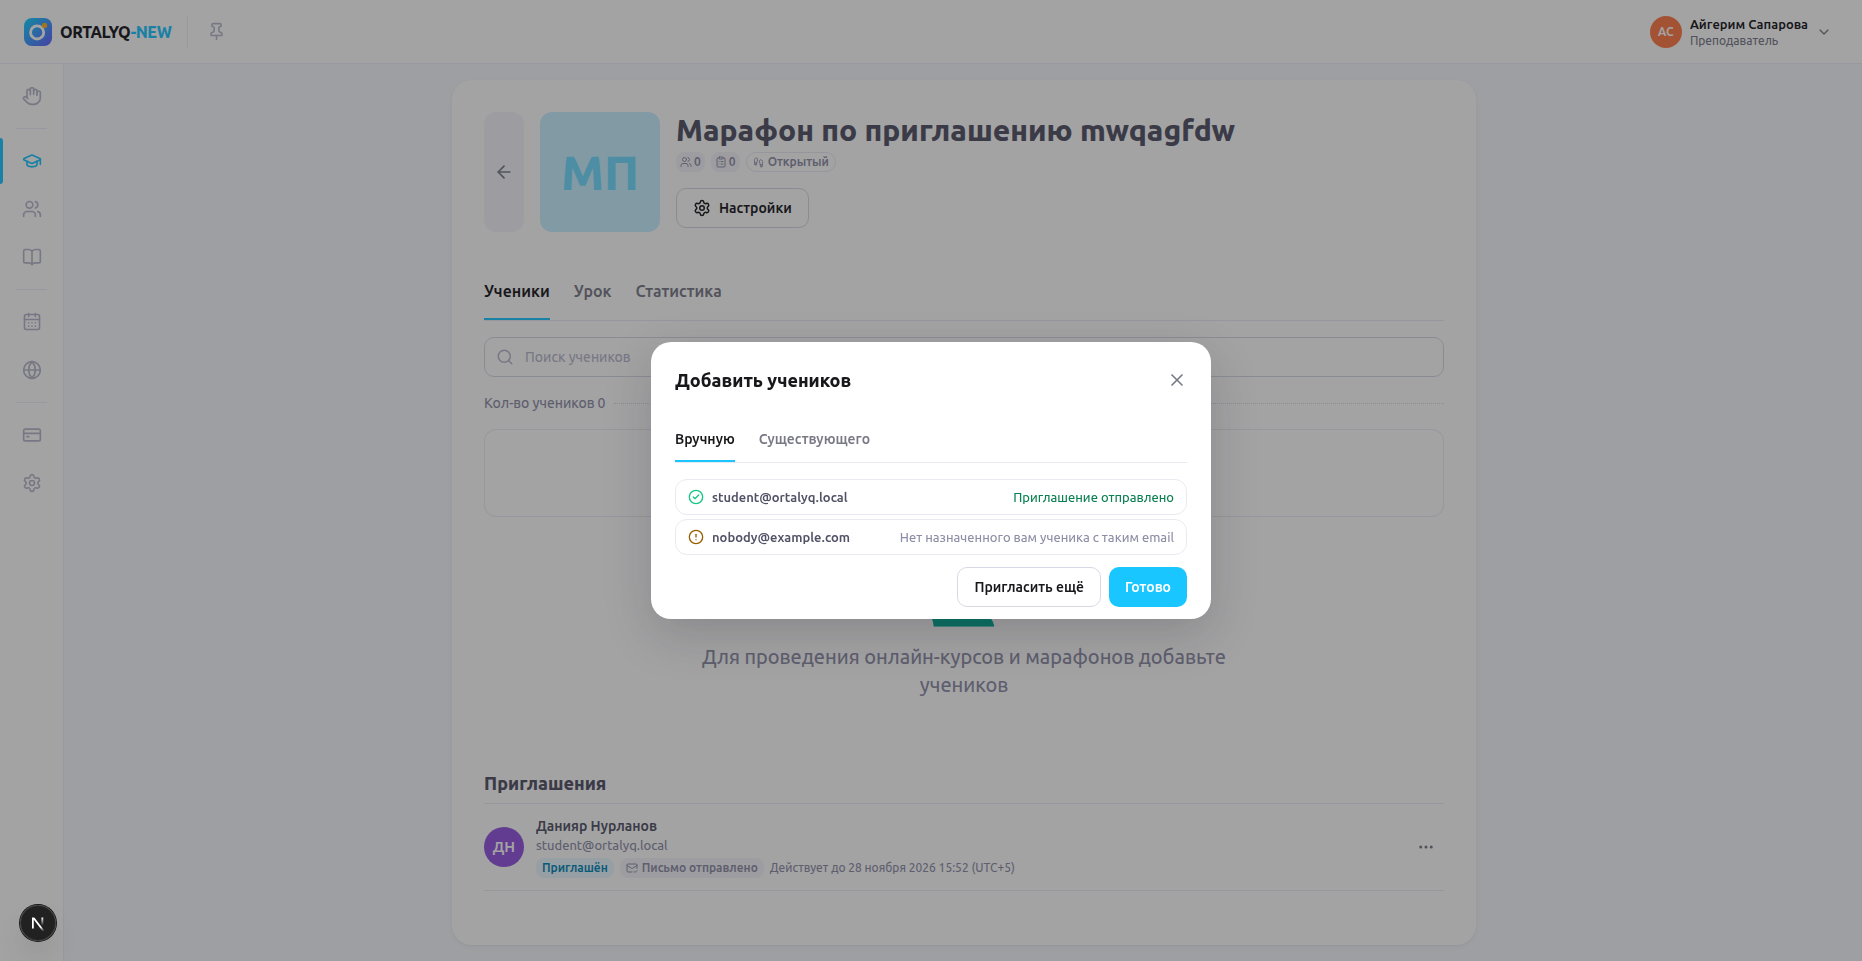 ORTALYQ-NEW
АС
Айгерим Сапарова
Преподаватель
МП
Марафон по приглашению mwqagfdw
0 0 Открытый
Настройки
Ученики Урок Статистика
Поиск учеников
Кол-во учеников 0
Добавить учеников
Вручную Существующего
student@ortalyq.local Приглашение отправлено
nobody@example.com Нет назначенного вам ученика с таким email
Пригласить ещё Готово
Для проведения онлайн-курсов и марафонов добавьте
учеников
Приглашения
ДН
Данияр Нурланов
student@ortalyq.local
Приглашён Письмо отправлено Действует до 28 ноября 2026 15:52 (UTC+5)
N